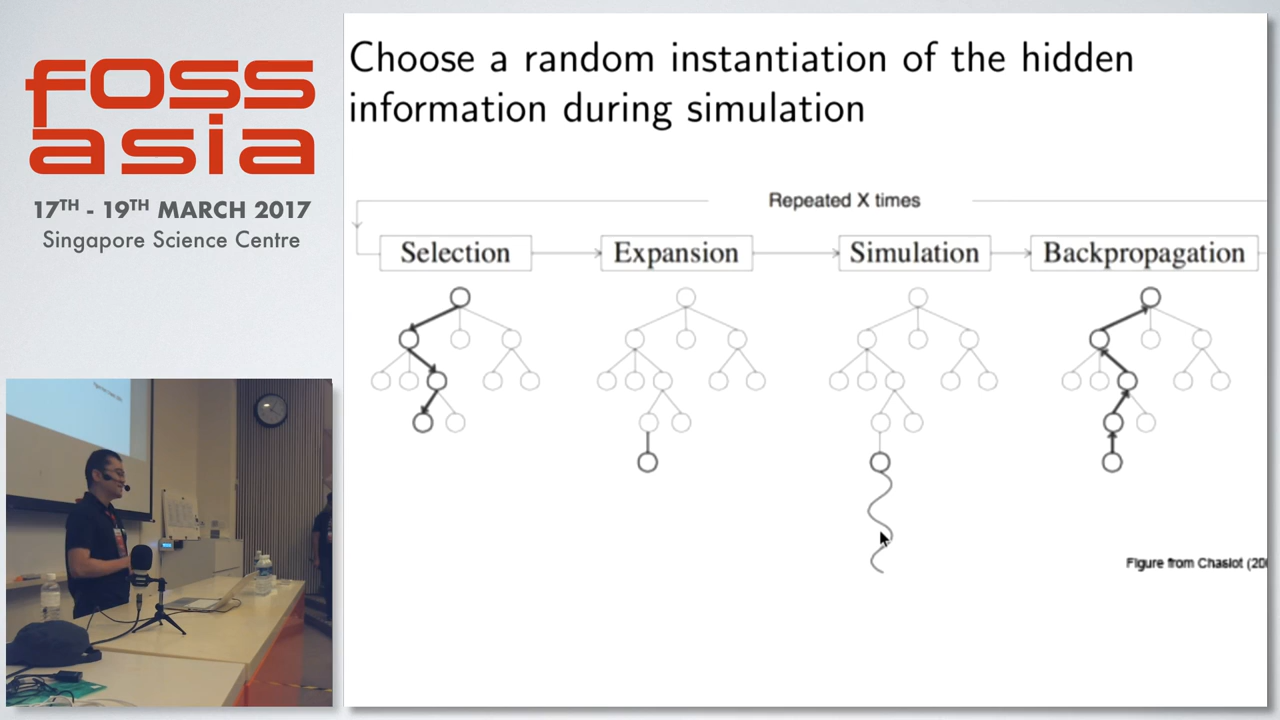 foss
asia
17TH - 19TH MARCH 2017
Singapore Science Centre
Choose a random instantiation of the hidden
information during simulation
Repeated X times
Selection
Expansion
Simulation
Backpropagation
Figure from Chaslot